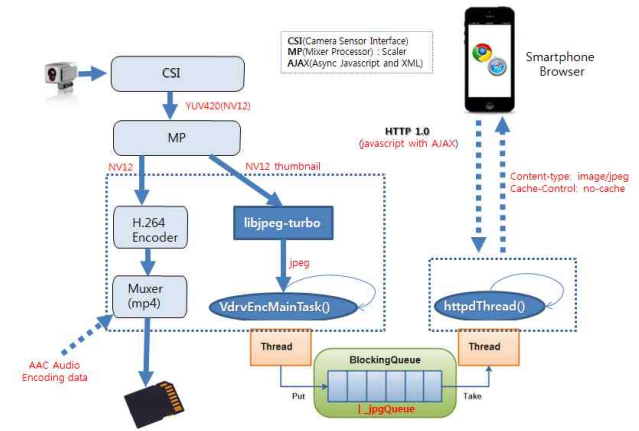 CSI(Camera Sensor Interface)
MP(Mixer Processor) : Scaler
AJAX(Async Javascript and XML)
Smartphone
Browser
CSI
YUV420(NV12)
MP
HTTP 1.0
(javascript with AJAX)
NV12
NV12 thumbnail
Content-type: image/jpeg
Cache-Control: no-cache
H.264
Encoder
libjpeg-turbo
jpeg
Muxer
(mp4)
VdrvEncMainTask()
httpdThread()
AAC Audio
Encoding data
Thread
Thread
BlockingQueue
Put
Take
l_jpgQueue